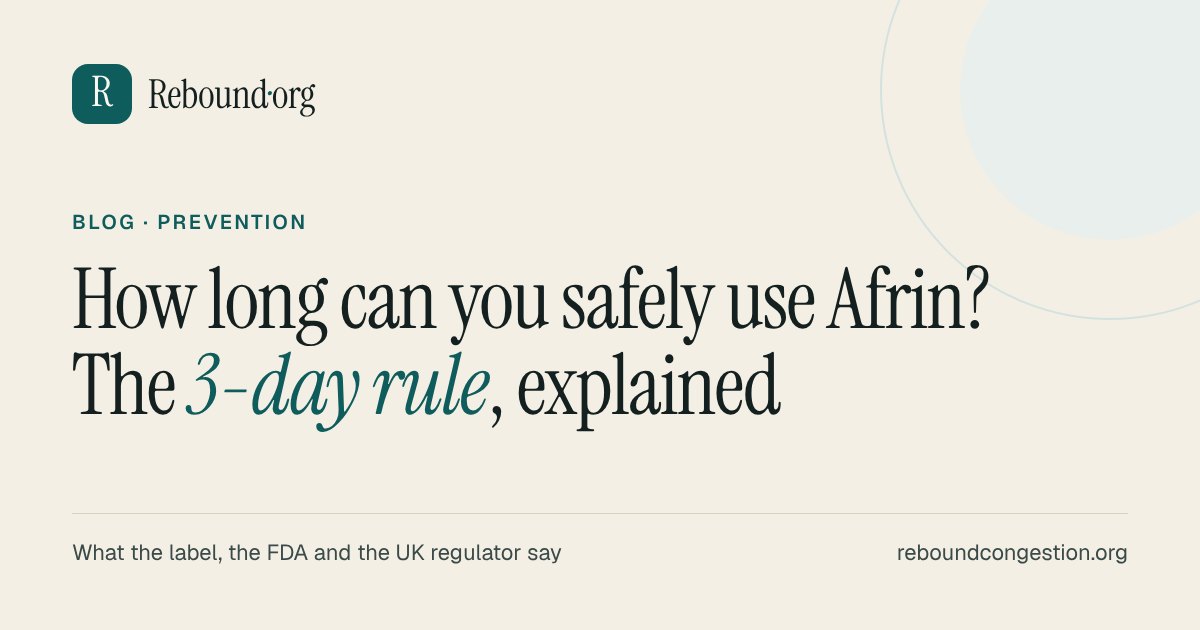 R
Rebound·org
BLOG · PREVENTION
How long can you safely use Afrin?
The 3-day rule, explained
What the label, the FDA and the UK regulator say
reboundcongestion.org